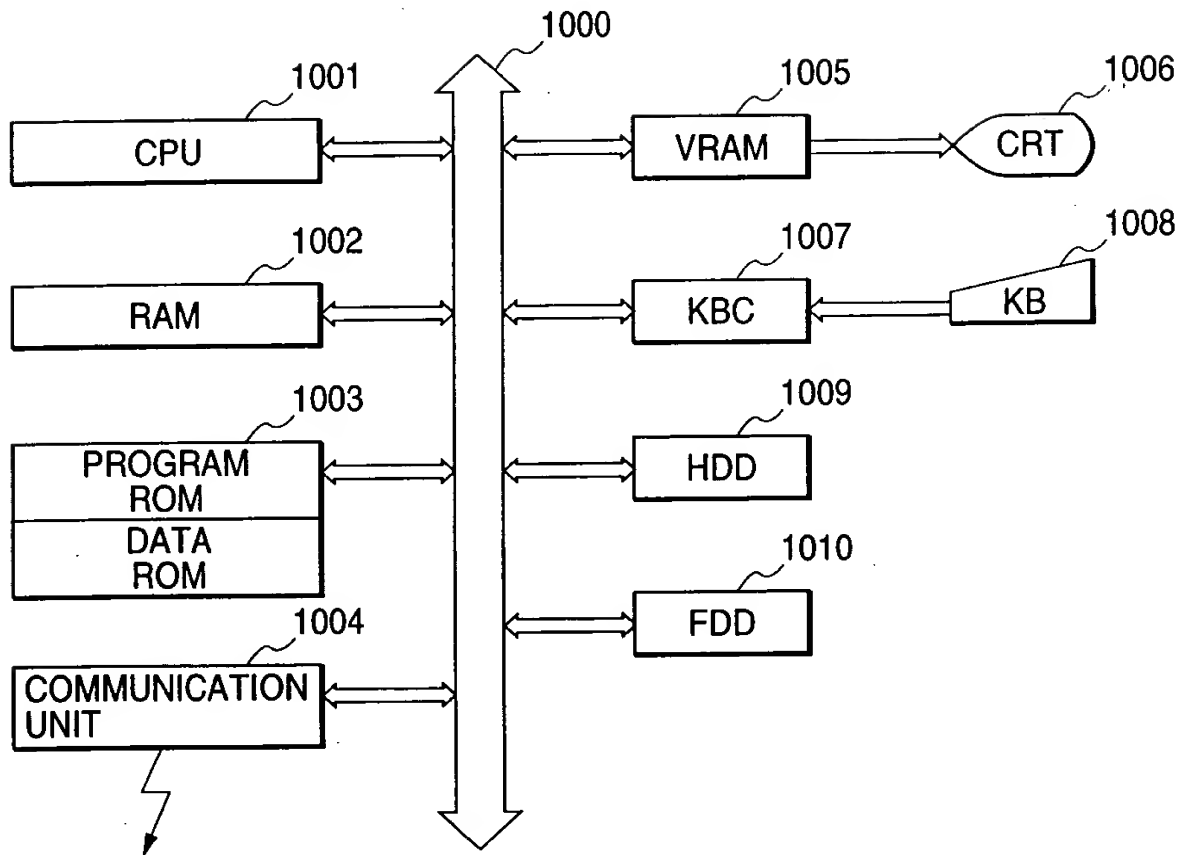 1000
1001
CPU
1005
VRAM
1006
CRT
1002
RAM
1007
KBC
1008
KB
1003
PROGRAM
ROM
DATA
ROM
1009
HDD
1010
FDD
1004
COMMUNICATION
UNIT